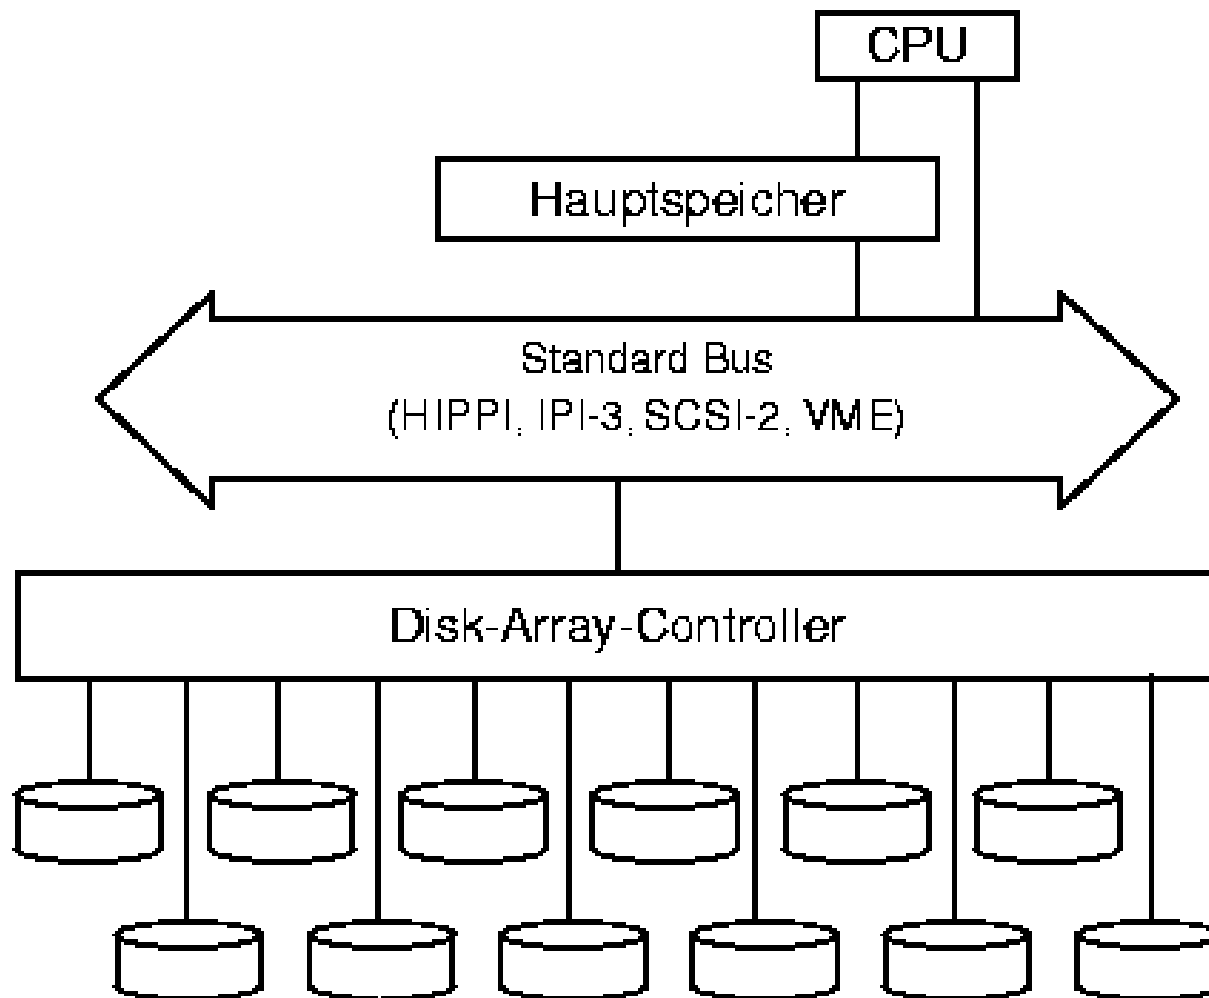 CPU
Hauptspeicher
Standard Bus
(HIPPI, IPI-3, SCSI-2, VME)
Disk-Array-Controller